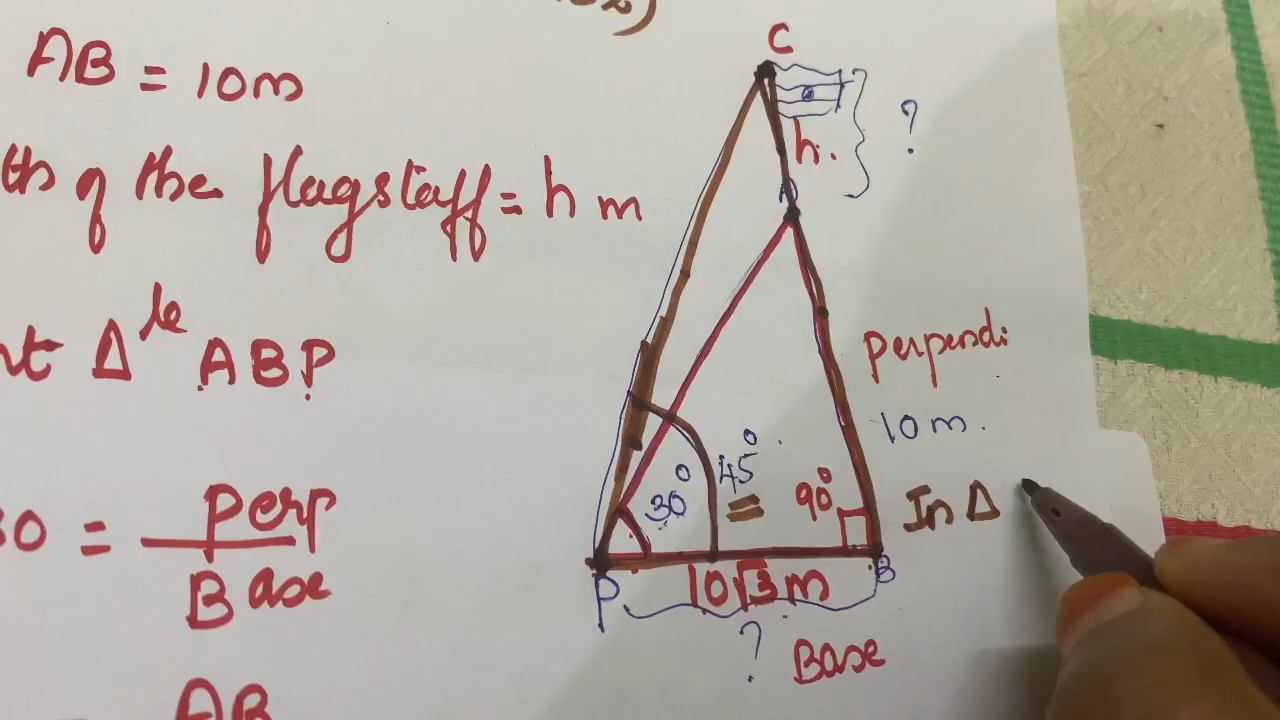 AB = 10m
th of the flagstaff = h m
nt Δle ABP
30 = perp
Base
AB
C
h.
?
A
30°
45°
=
90°
P
B
10√3 m
?
Base
Perpendi
10 m.
In Δ